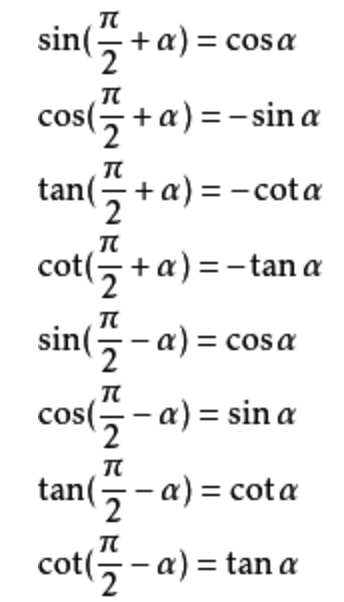 sin(π/2 + α) = cos α
cos(π/2 + α) = − sin α
tan(π/2 + α) = − cot α
cot(π/2 + α) = − tan α
sin(π/2 − α) = cos α
cos(π/2 − α) = sin α
tan(π/2 − α) = cot α
cot(π/2 − α) = tan α